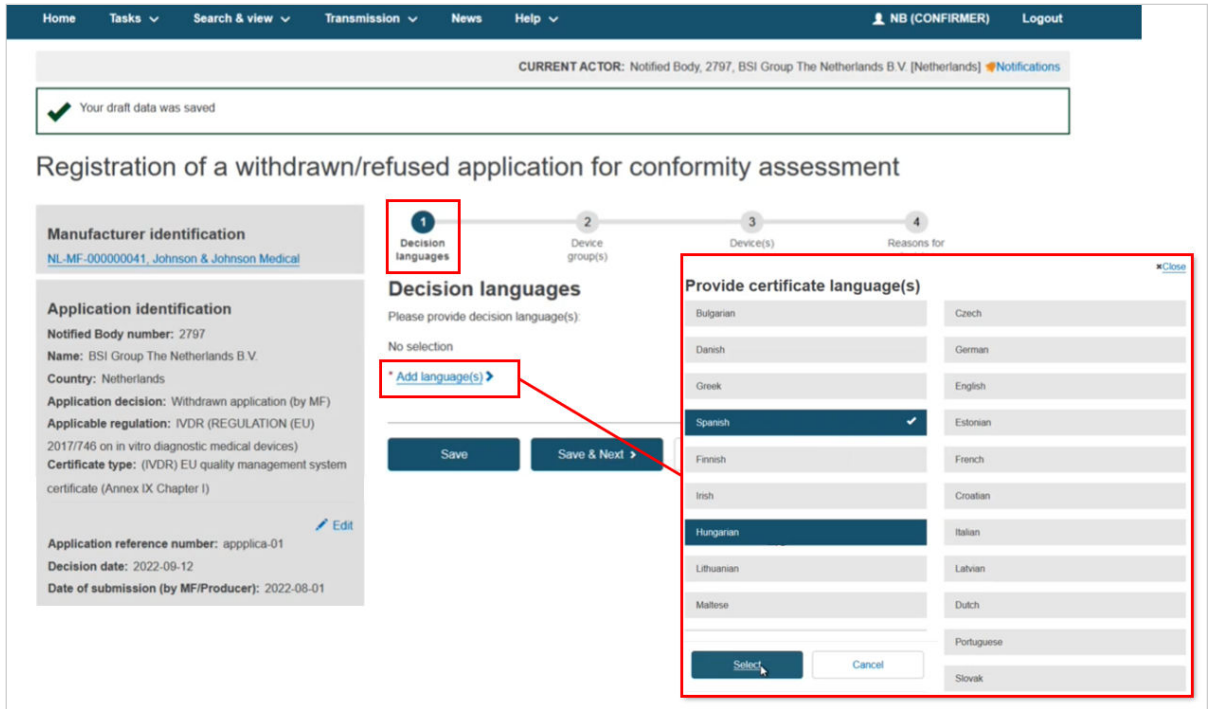 Home Tasks Search & view Transmission News Help NB (CONFIRMER) Logout
CURRENT ACTOR: Notified Body, 2797, BSI Group The Netherlands B.V. [Netherlands] Notifications
Your draft data was saved
Registration of a withdrawn/refused application for conformity assessment
Manufacturer identification
NL-MF-000000041, Johnson & Johnson Medical
Application identification
Notified Body number: 2797
Name: BSI Group The Netherlands B.V.
Country: Netherlands
Application decision: Withdrawn application (by MF)
Applicable regulation: IVDR (REGULATION (EU)
2017/746 on in vitro diagnostic medical devices)
Certificate type: (IVDR) EU quality management system
certificate (Annex IX Chapter I)
Edit
Application reference number: appplica-01
Decision date: 2022-09-12
Date of submission (by MF/Producer): 2022-08-01
1
Decision
languages
2
Device
group(s)
3
Device(s)
4
Reasons for
Decision languages
Please provide decision language(s):
No selection
* Add language(s)
Save
Save & Next
Close
Provide certificate language(s)
Bulgarian
Danish
Greek
Spanish
Finnish
Irish
Hungarian
Lithuanian
Maltese
Czech
German
English
Estonian
French
Croatian
Italian
Latvian
Dutch
Portuguese
Slovak
Select
Cancel